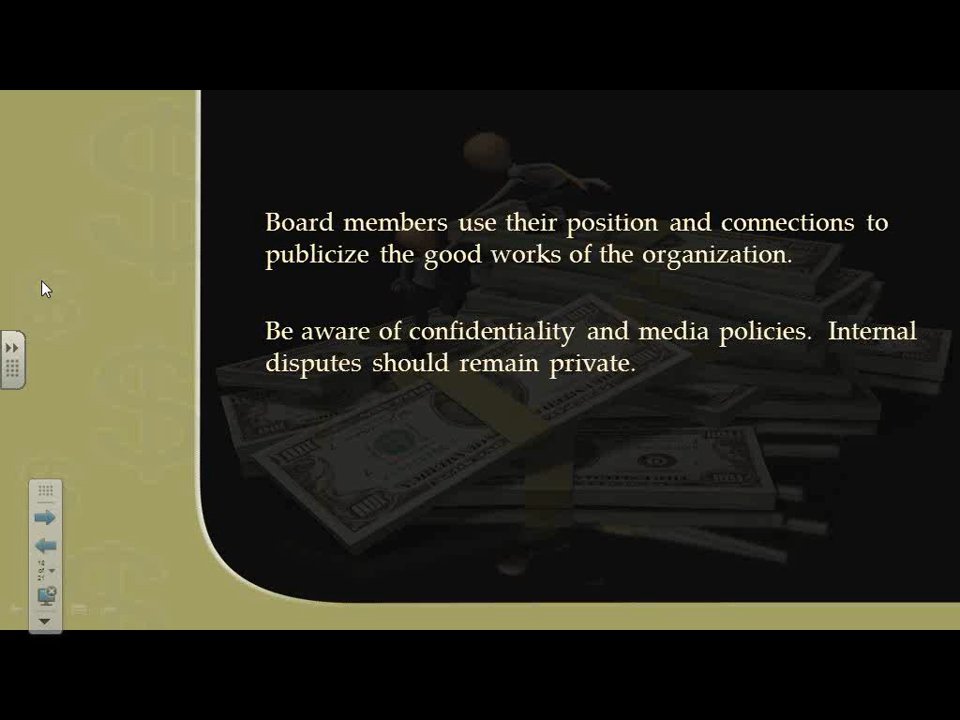 Board members use their position and connections to
publicize the good works of the organization.
Be aware of confidentiality and media policies. Internal
disputes should remain private.